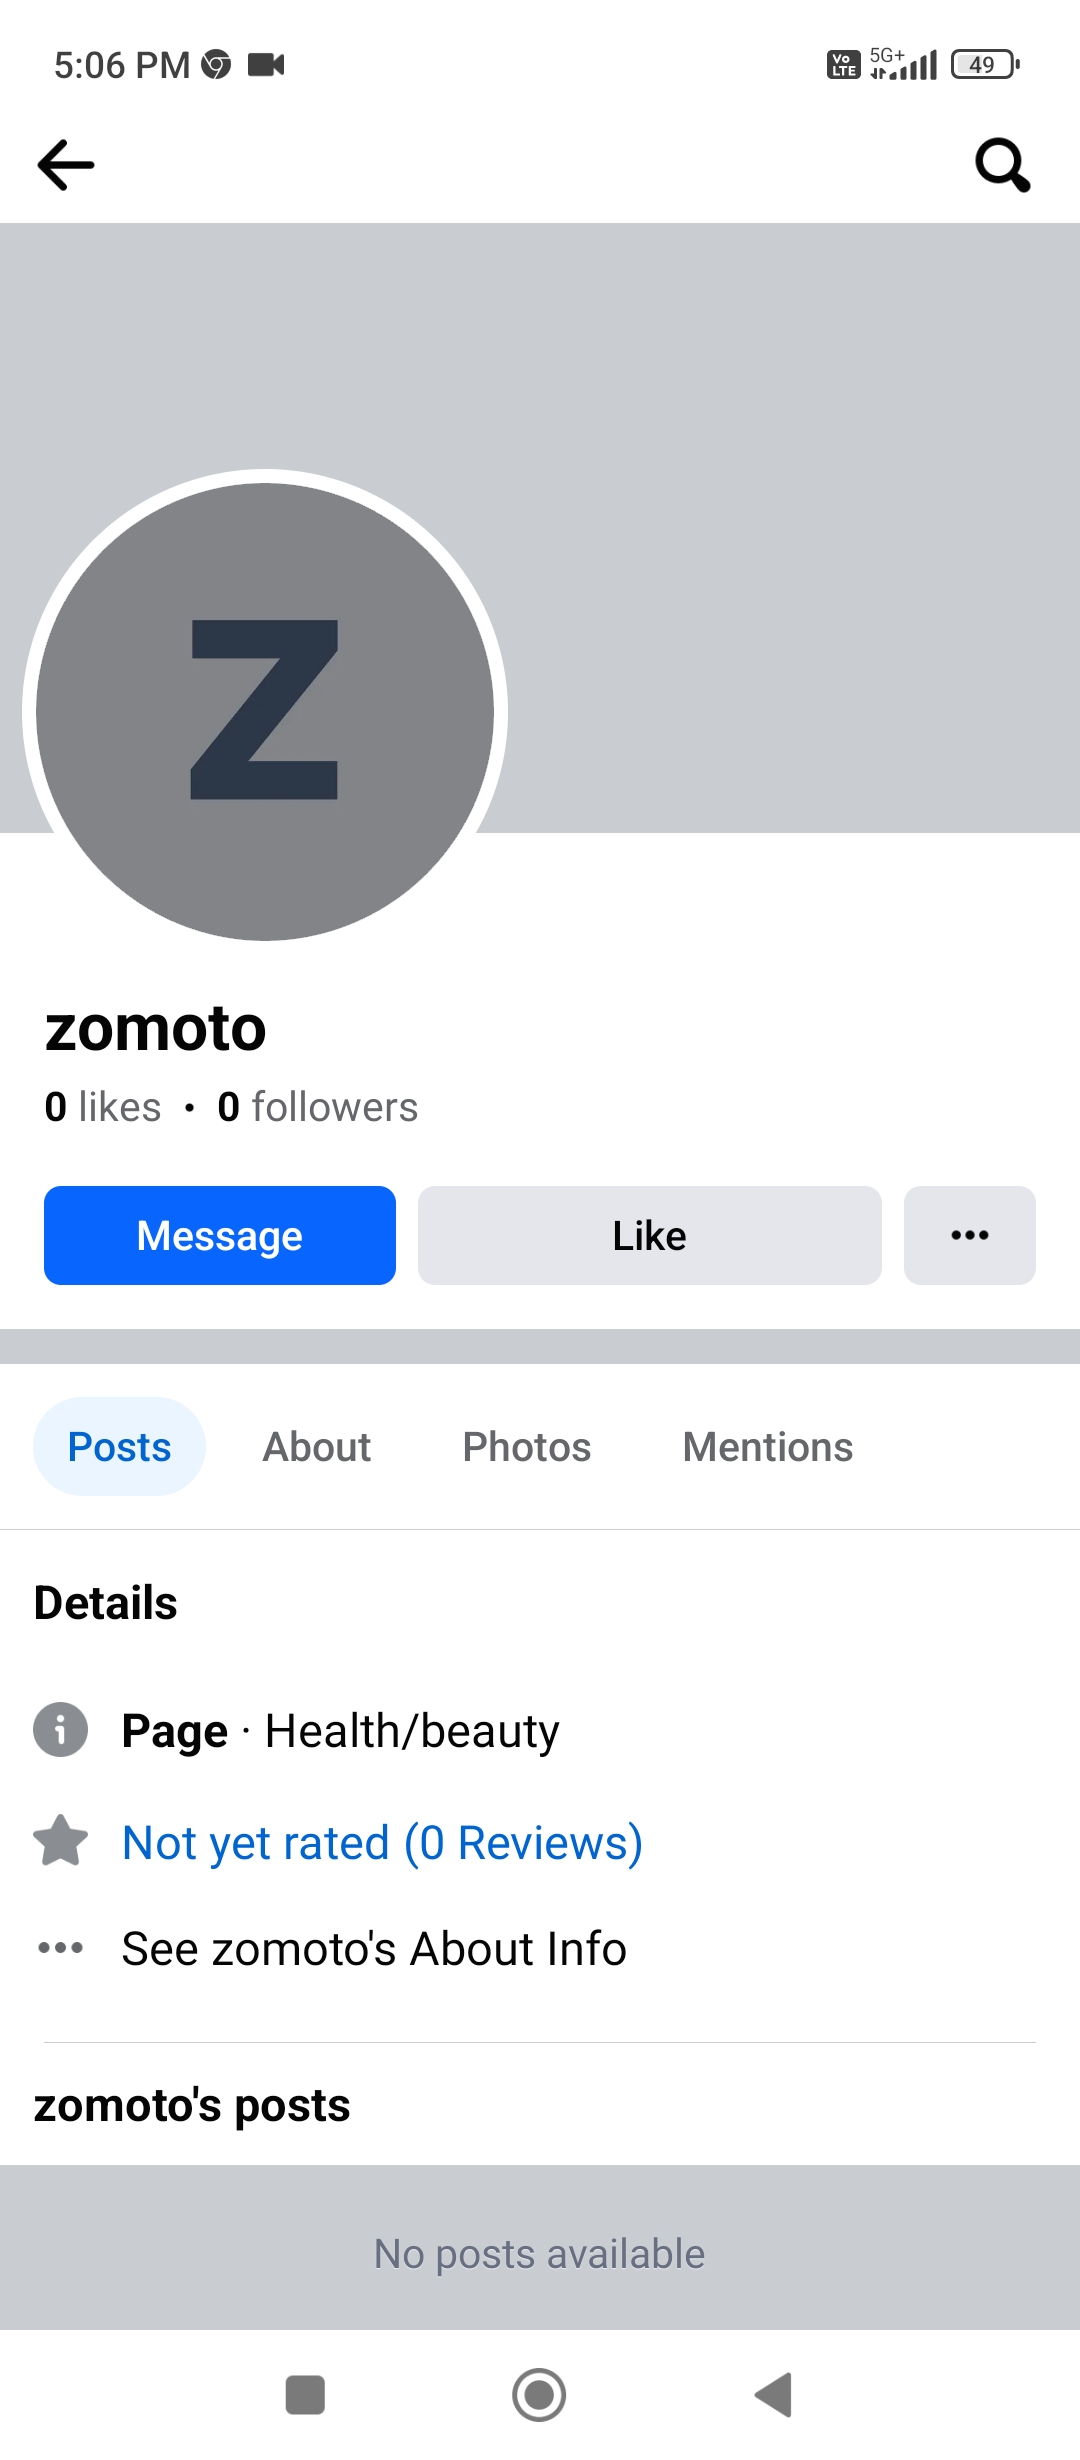 5:06 PM Vo LTE 5G+ 49
Z
zomoto
0 likes • 0 followers
Message Like
Posts About Photos Mentions
Details
Page · Health/beauty
Not yet rated (0 Reviews)
See zomoto's About Info
zomoto's posts
No posts available